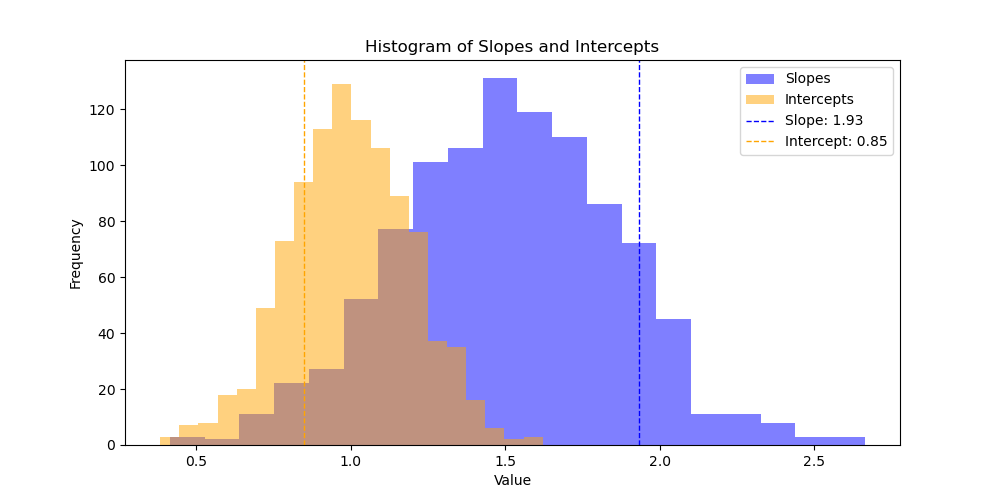 Histogram of Slopes and Intercepts
Slopes
Intercepts
Slope: 1.93
Intercept: 0.85
Frequency
120
100
80
60
40
20
0
0.5 1.0 1.5 2.0 2.5
Value